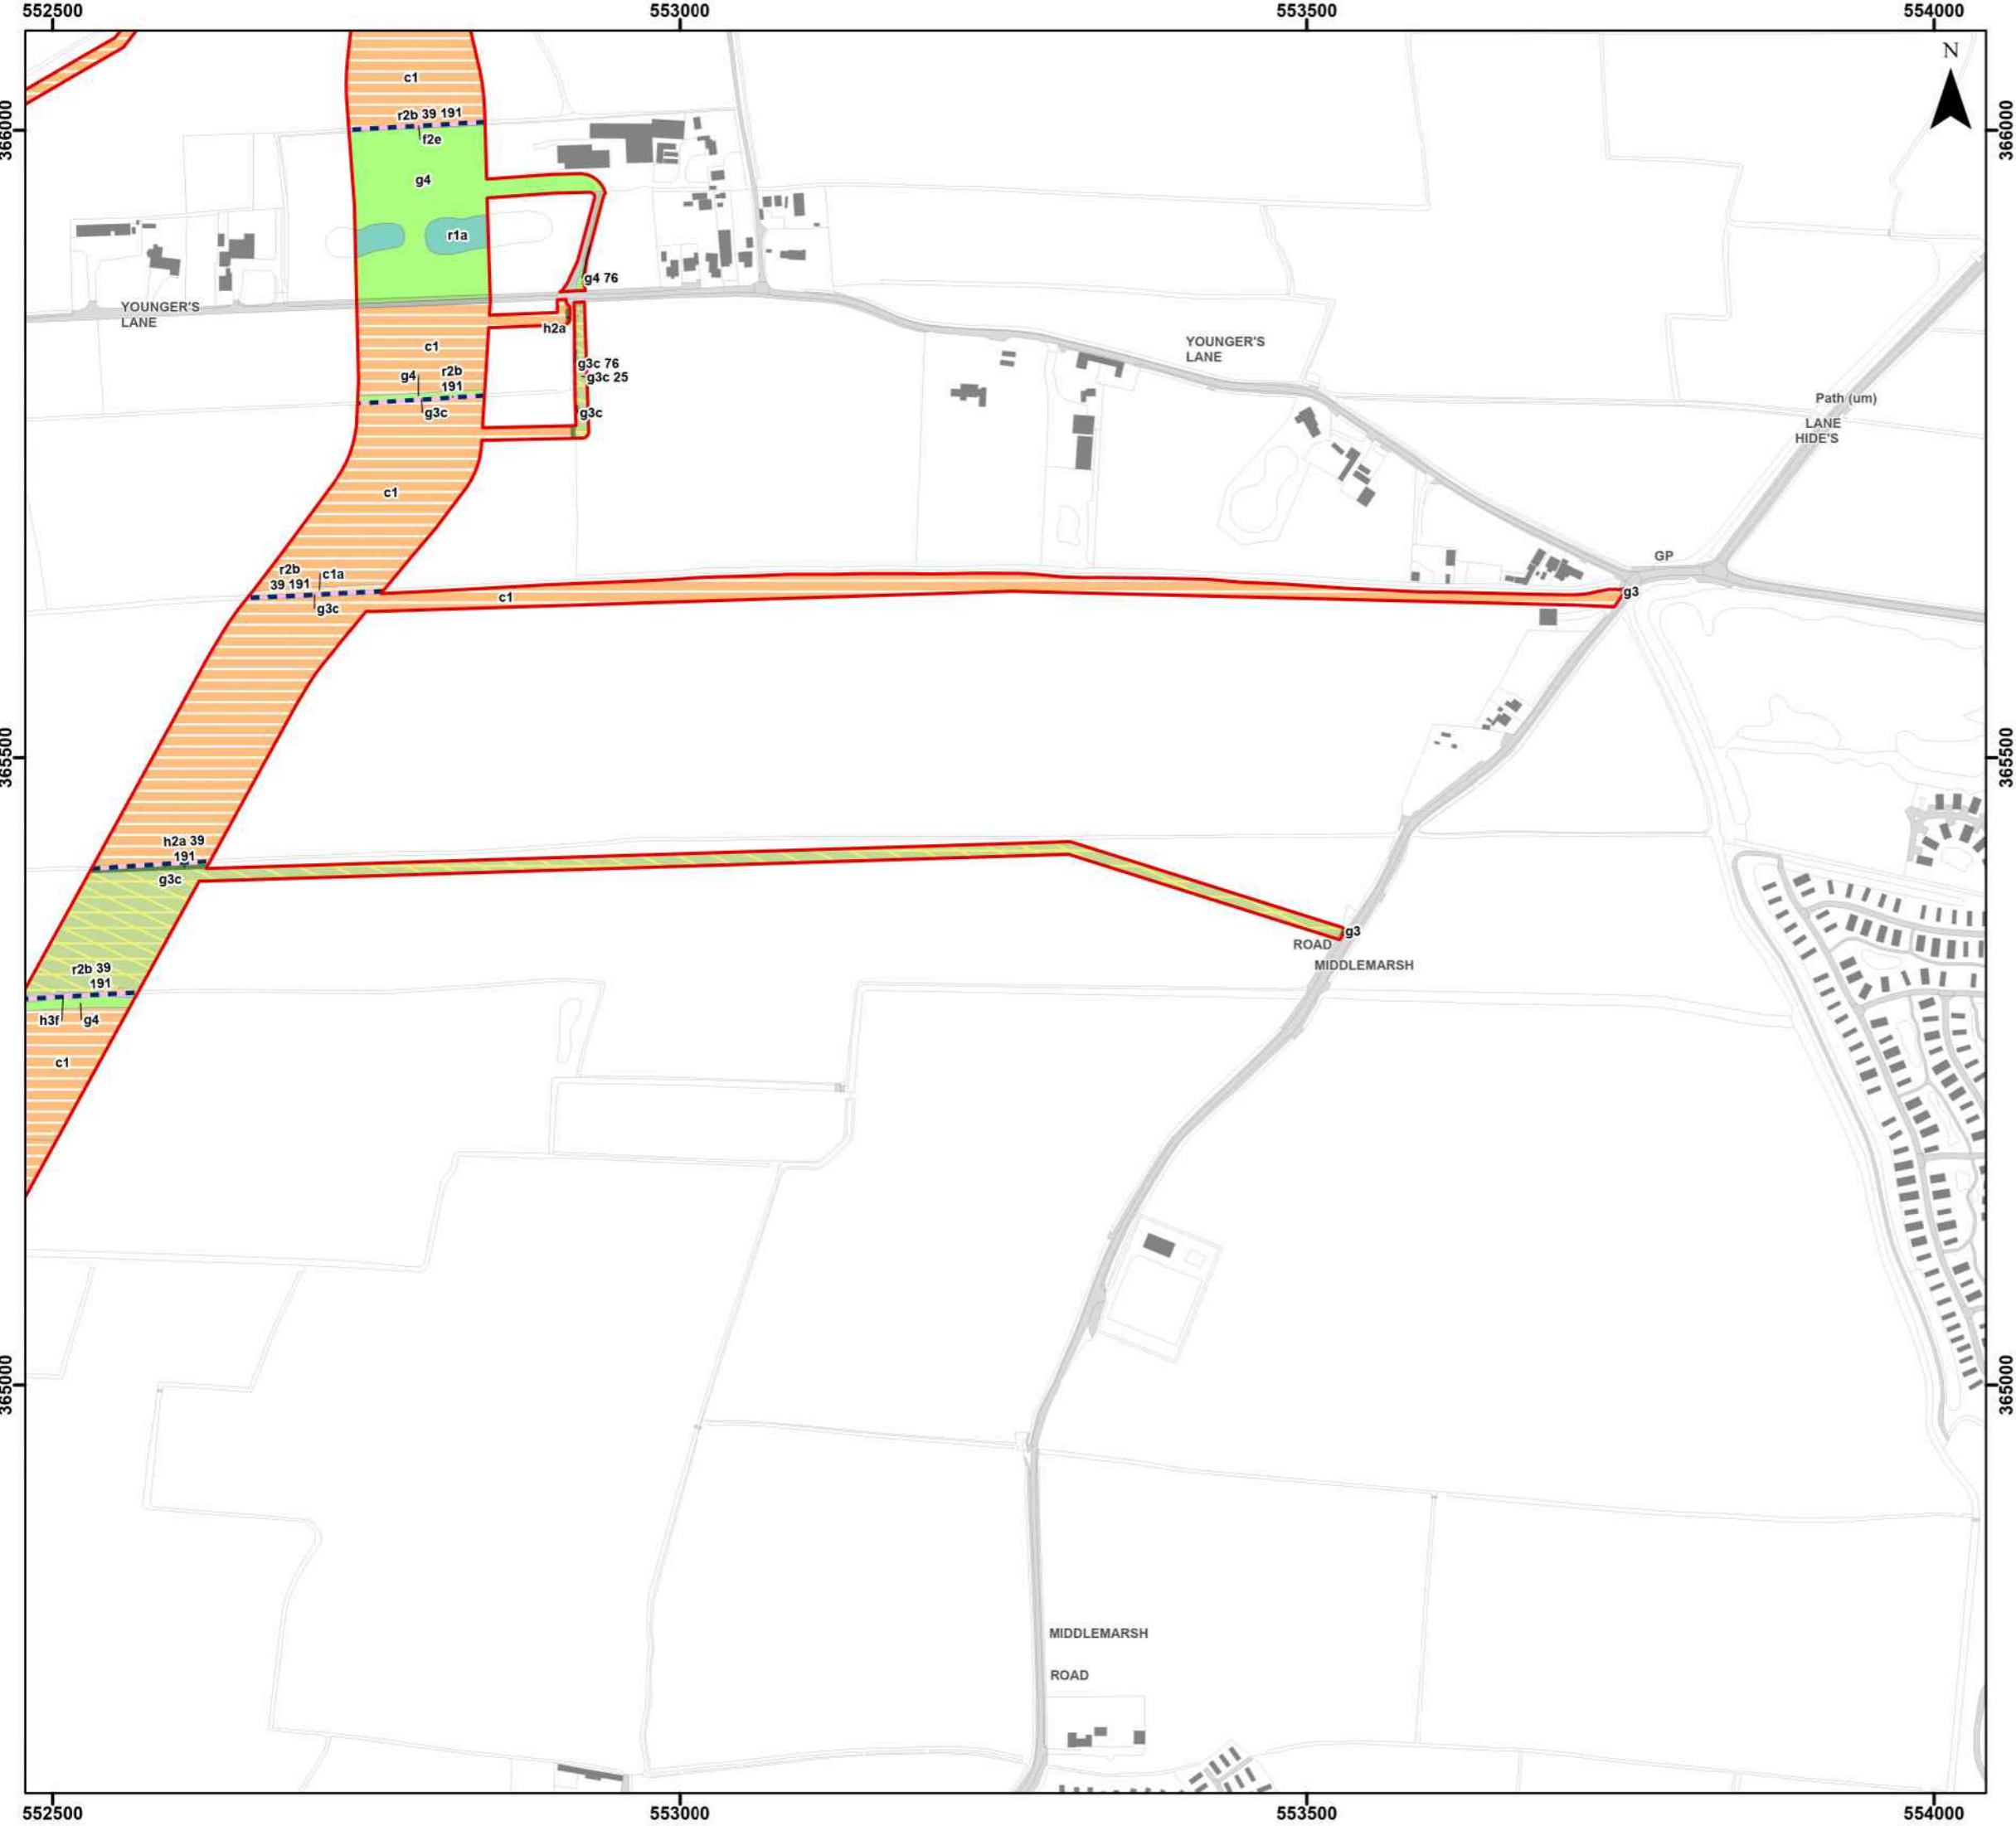 552500
553000
553500
554000
N
366000
366000
c1
r2b 39 191
f2e
g4
r1a
g4 76
YOUNGER'S
LANE
h2a
c1
YOUNGER'S
LANE
g3c 76
g3c 25
g4
r2b
191
g3c
g3c
Path (um)
LANE
HIDE'S
c1
GP
r2b
39 191
c1a
g3c
c1
g3
365500
365500
h2a 39
191
g3c
g3
ROAD
MIDDLEMARSH
r2b 39
191
h3f
g4
c1
365000
365000
MIDDLEMARSH
ROAD
552500
553000
553500
554000